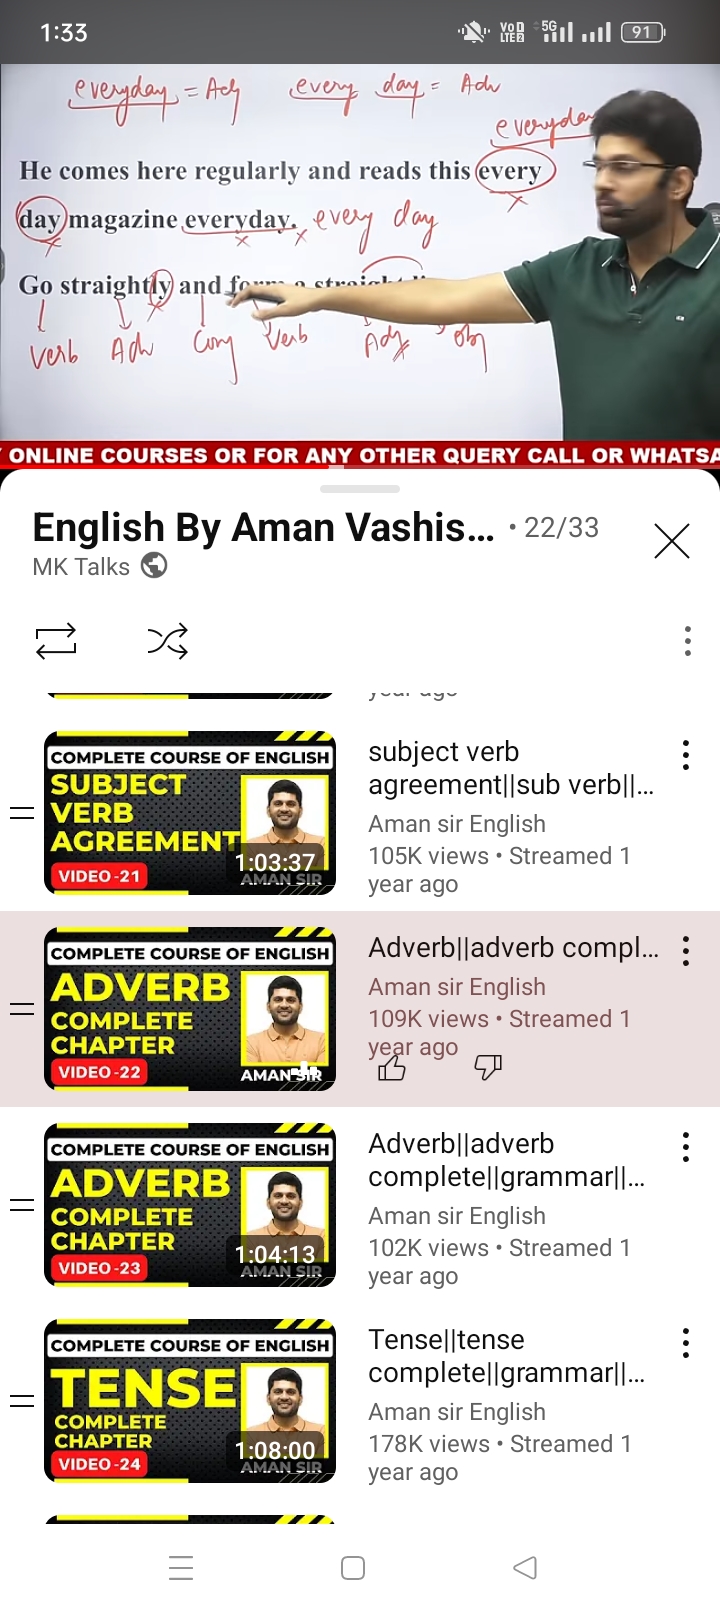 1:33
VoD LTE2 5G 91
everyday = Adj every day = Adv
everyday
He comes here regularly and reads this every
day magazine everyday. every day
Go straightly and form a straight
Verb Adv Conj Verb Adj Obj
ONLINE COURSES OR FOR ANY OTHER QUERY CALL OR WHATSA
English By Aman Vashis... • 22/33
MK Talks
year ago
COMPLETE COURSE OF ENGLISH
SUBJECT
VERB
AGREEMENT
VIDEO -21
1:03:37
AMAN SIR
subject verb
agreement||sub verb||...
Aman sir English
105K views • Streamed 1
year ago
COMPLETE COURSE OF ENGLISH
ADVERB
COMPLETE
CHAPTER
VIDEO -22
AMAN SIR
Adverb||adverb compl...
Aman sir English
109K views • Streamed 1
year ago
COMPLETE COURSE OF ENGLISH
ADVERB
COMPLETE
CHAPTER
VIDEO -23
1:04:13
AMAN SIR
Adverb||adverb
complete||grammar||...
Aman sir English
102K views • Streamed 1
year ago
COMPLETE COURSE OF ENGLISH
TENSE
COMPLETE
CHAPTER
VIDEO -24
1:08:00
AMAN SIR
Tense||tense
complete||grammar||...
Aman sir English
178K views • Streamed 1
year ago